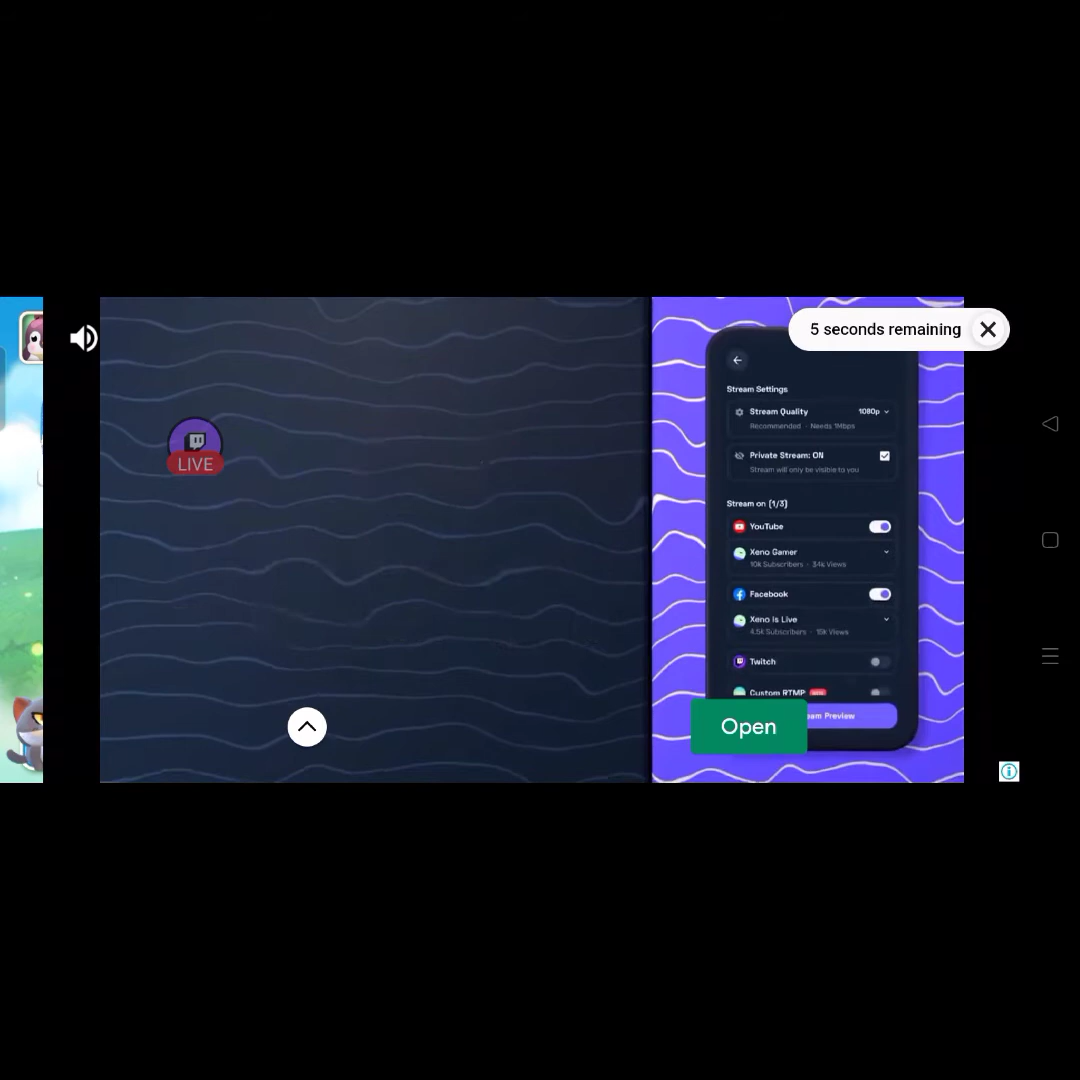 5 seconds remaining
LIVE
Stream Settings
Stream Quality
1080p
Recommended · Needs 1Mbps
Private Stream: ON
Stream will only be visible to you
Stream on (1/3)
YouTube
Xeno Gamer
10k Subscribers · 34k Views
Facebook
Xeno is Live
4.5k Subscribers · 15k Views
Twitch
Custom RTMP
Open
Preview